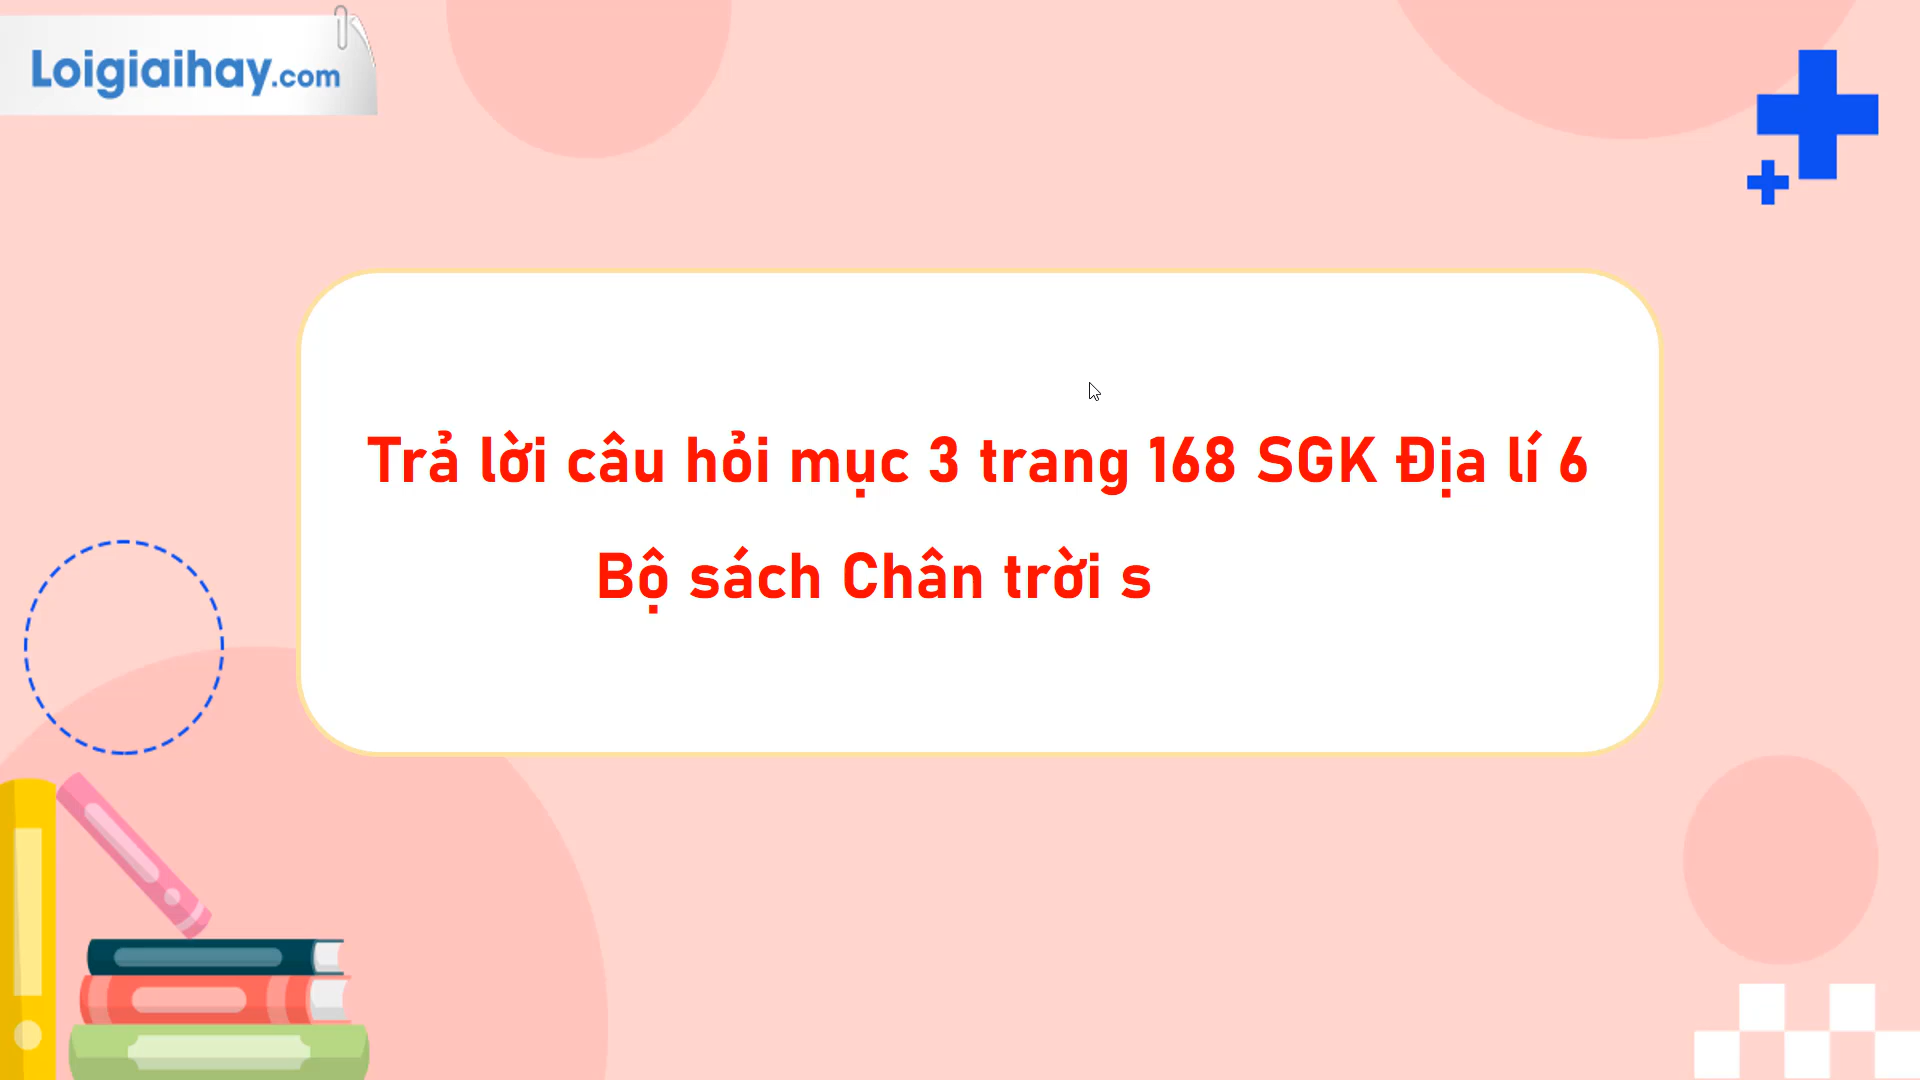 Loigiaihay.com
Trả lời câu hỏi mục 3 trang 168 SGK Địa lí 6
Bộ sách Chân trời s